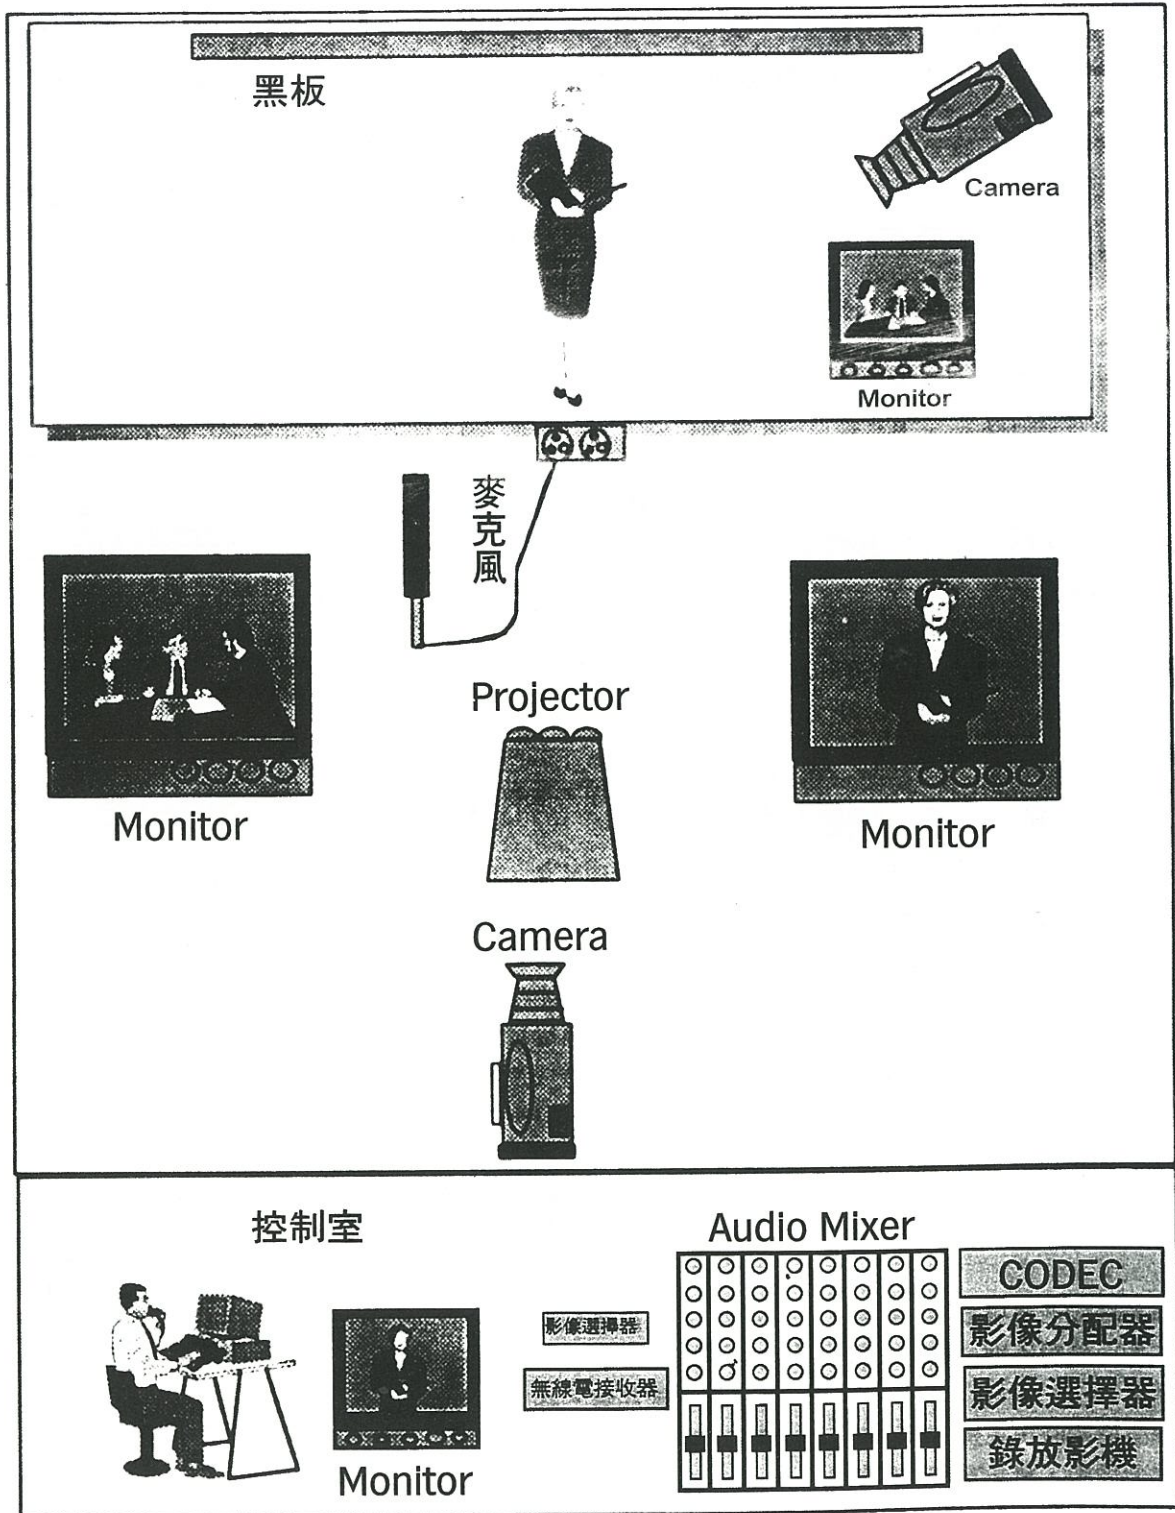 黑板
Camera
Monitor
麥克風
Projector
Monitor
Monitor
Camera
控制室
Audio Mixer
CODEC
影像選擇器
影像分配器
無線電接收器
影像選擇器
錄放影機
Monitor